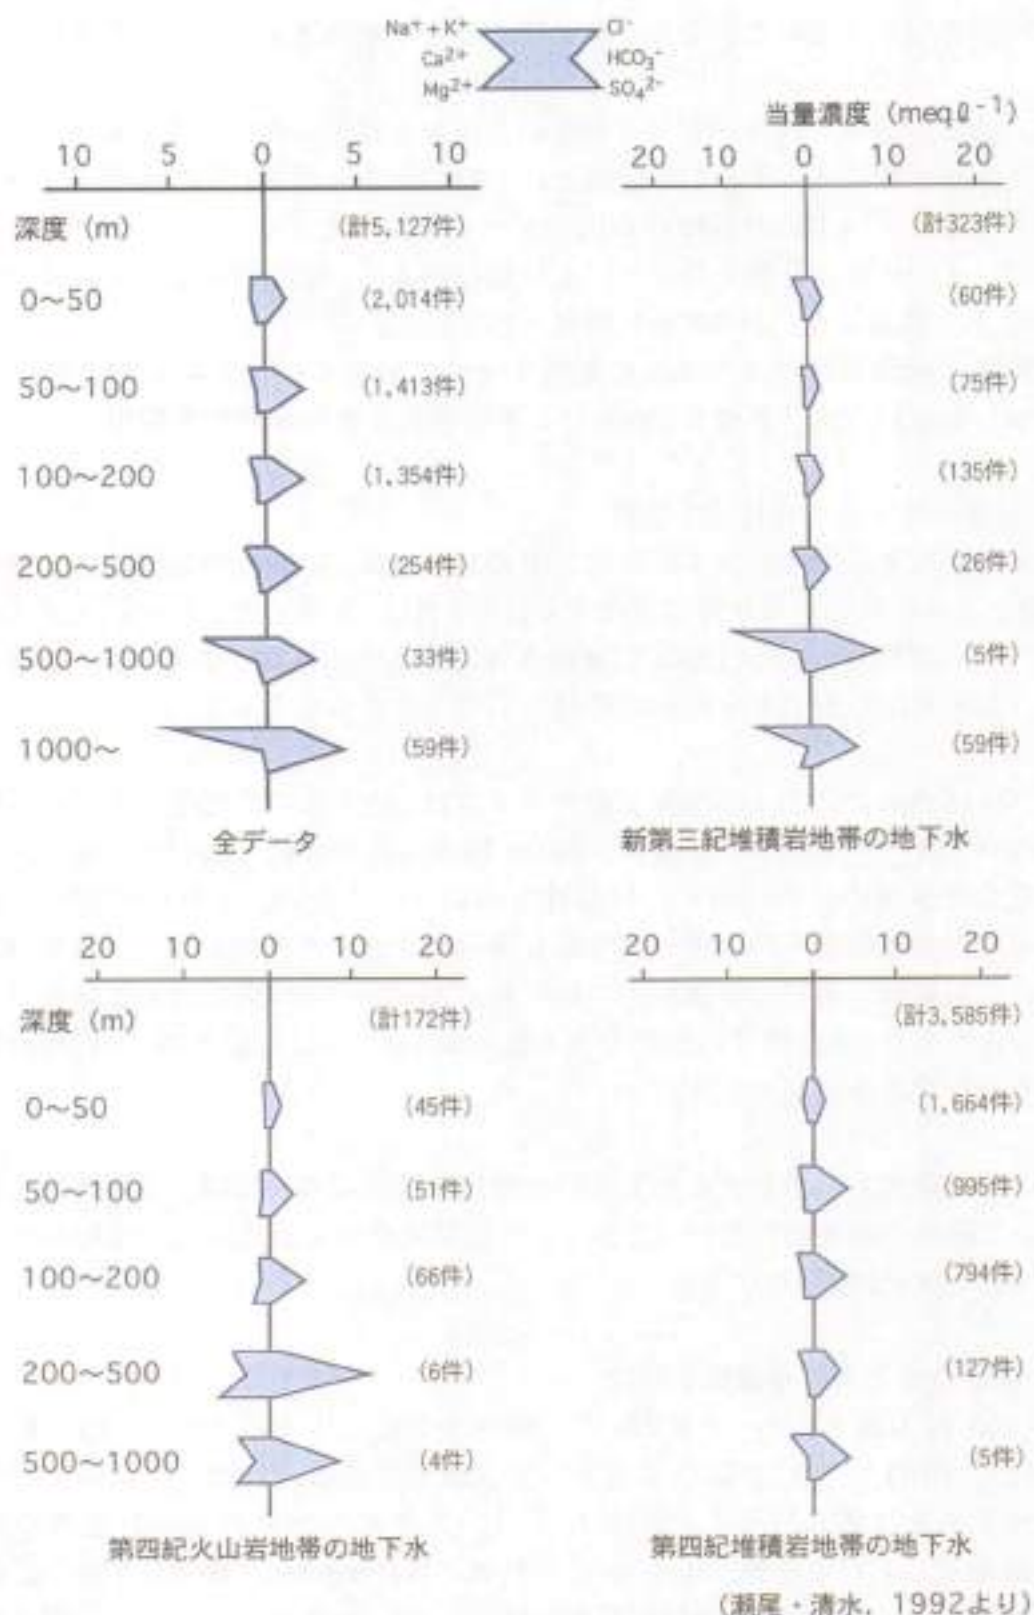 Na⁺+K⁺ Cl⁻
Ca²⁺ HCO₃⁻
Mg²⁺ SO₄²⁻
当量濃度 (meq ℓ⁻¹)
10 5 0 5 10
深度 (m) (計5,127件)
0～50 (2,014件)
50～100 (1,413件)
100～200 (1,354件)
200～500 (254件)
500～1000 (33件)
1000～ (59件)
全データ
20 10 0 10 20
(計323件)
(60件)
(75件)
(135件)
(26件)
(5件)
(59件)
新第三紀堆積岩地帯の地下水
20 10 0 10 20
深度 (m) (計172件)
0～50 (45件)
50～100 (51件)
100～200 (66件)
200～500 (6件)
500～1000 (4件)
第四紀火山岩地帯の地下水
20 10 0 10 20
(計3,585件)
(1,664件)
(995件)
(794件)
(127件)
(5件)
第四紀堆積岩地帯の地下水
(瀬尾・清水, 1992より)